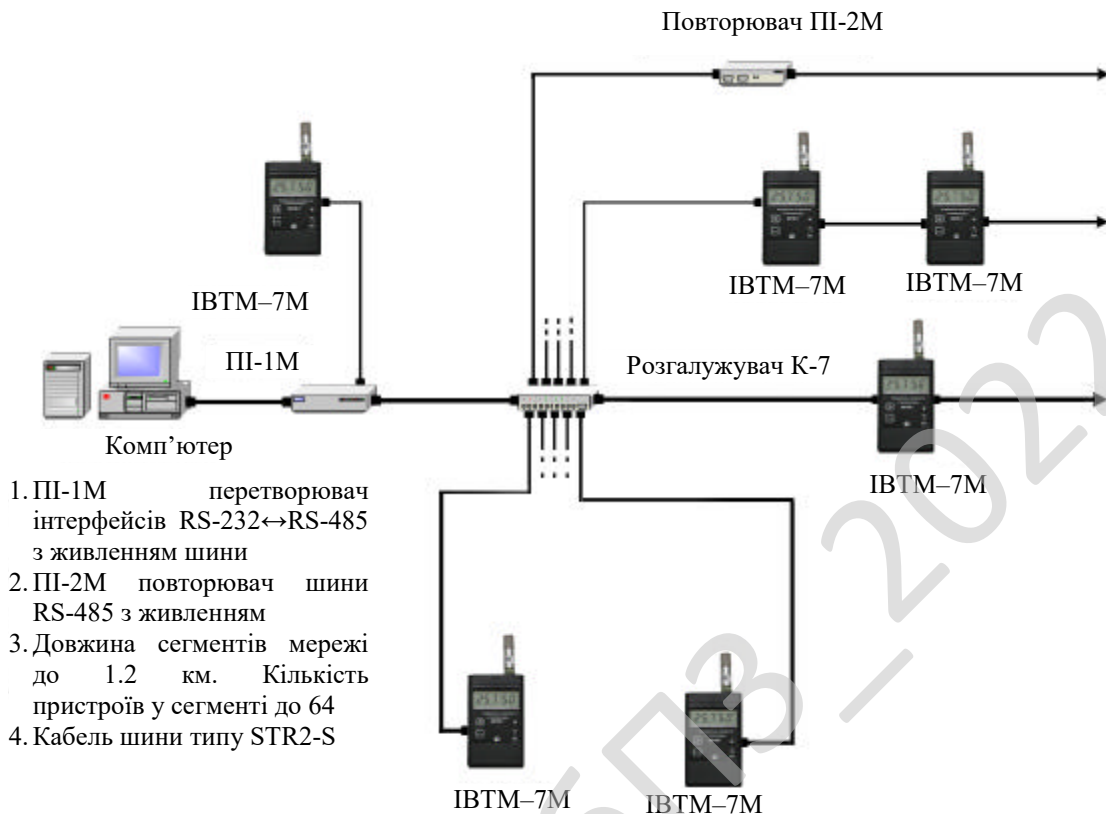 Повторювач ПІ-2М
ІВТМ–7М
ІВТМ–7М
ІВТМ–7М
ПІ-1М
Розгалужувач К-7
Комп’ютер
ІВТМ–7М
1. ПІ-1М перетворювач
інтерфейсів RS-232↔RS-485
з живленням шини
2. ПІ-2М повторювач шини
RS-485 з живленням
3. Довжина сегментів мережі
до 1.2 км. Кількість
пристроїв у сегменті до 64
4. Кабель шини типу STR2-S
ІВТМ–7М
ІВТМ–7М